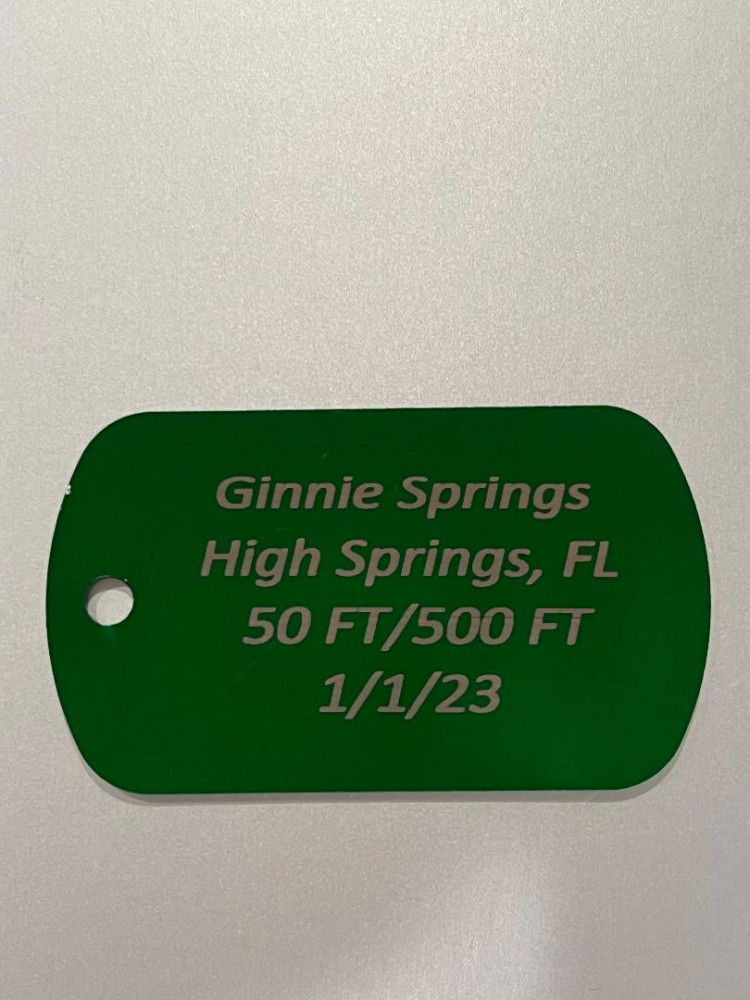 Ginnie Springs
High Springs, FL
50 FT/500 FT
1/1/23